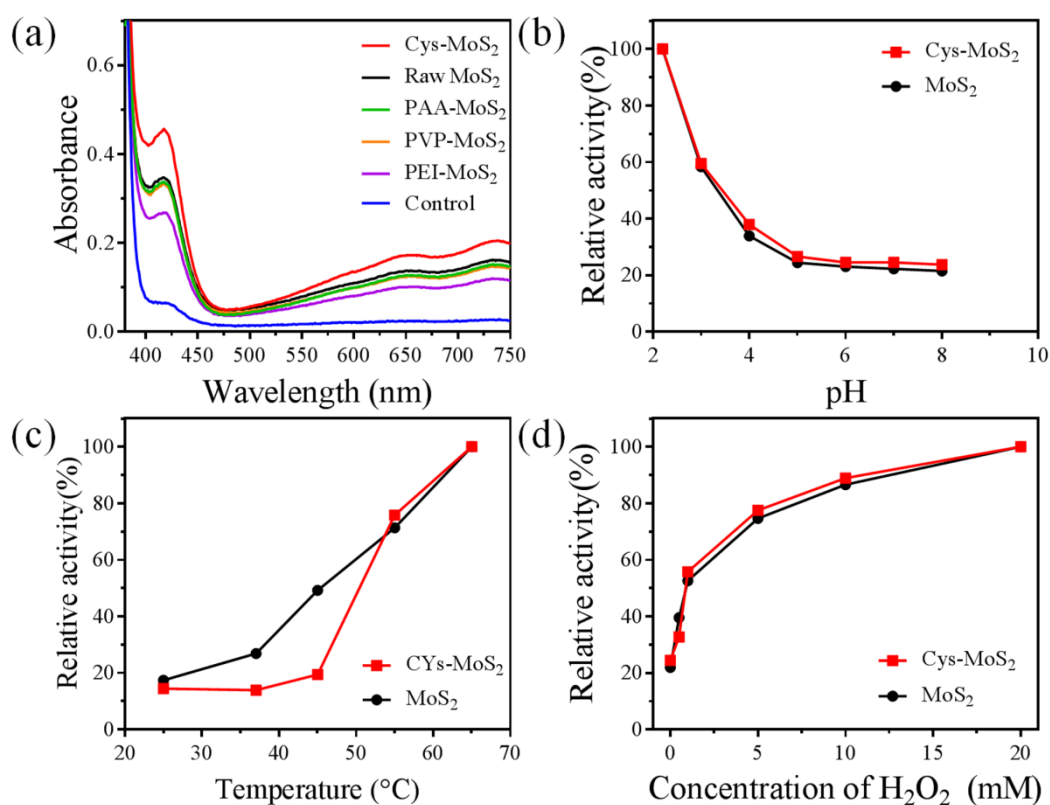 (a)
Absorbance
0.6
0.4
0.2
0.0
Cys-MoS₂
Raw MoS₂
PAA-MoS₂
PVP-MoS₂
PEI-MoS₂
Control
400 450 500 550 600 650 700 750
Wavelength (nm)
(b)
Relative activity(%)
100
80
60
40
20
0
Cys-MoS₂
MoS₂
2 4 6 8 10
pH
(c)
Relative activity(%)
100
80
60
40
20
0
CYs-MoS₂
MoS₂
20 30 40 50 60 70
Temperature (°C)
(d)
Relative activity(%)
100
80
60
40
20
0
Cys-MoS₂
MoS₂
0 5 10 15 20
Concentration of H₂O₂ (mM)